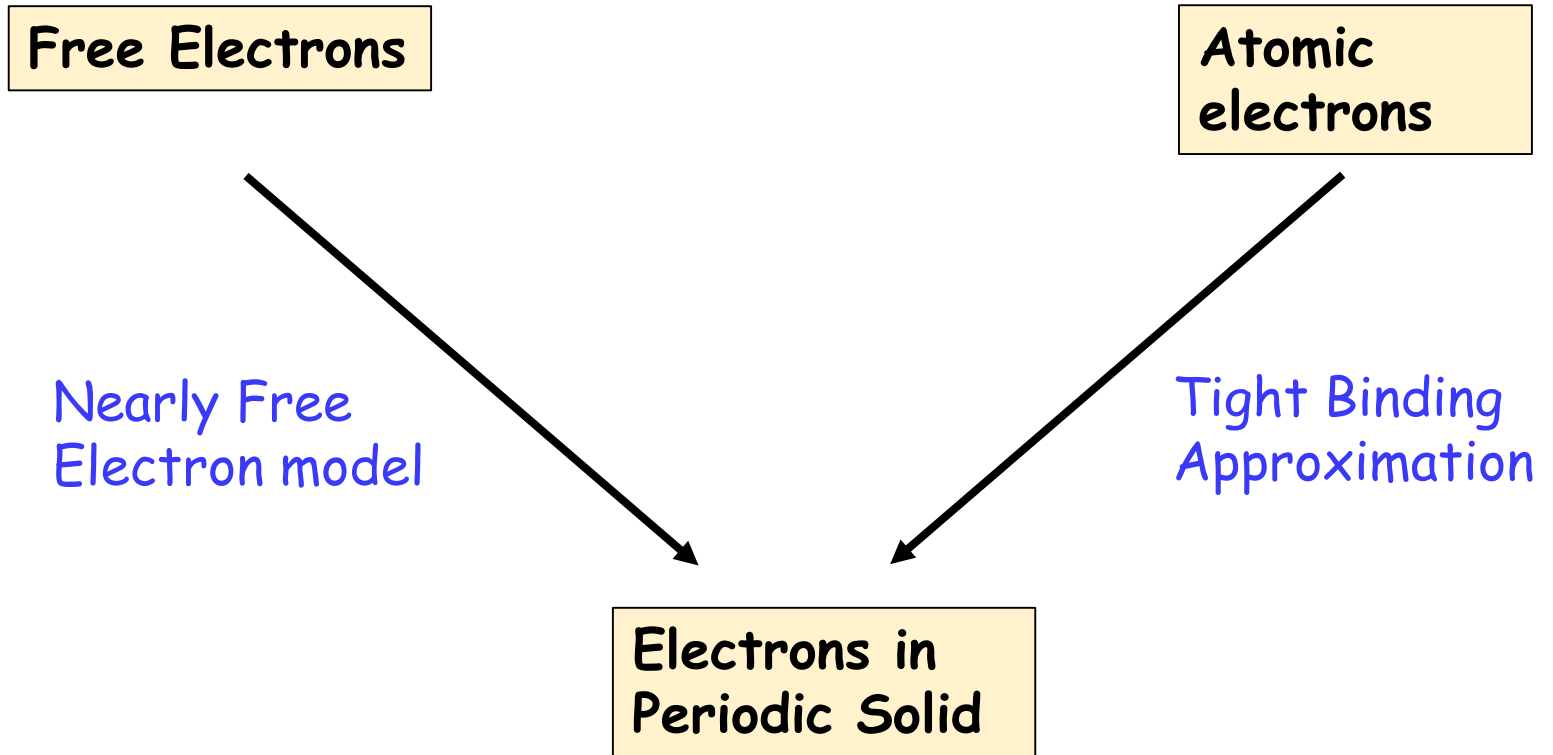 Free Electrons
Atomic
electrons
Nearly Free
Electron model
Tight Binding
Approximation
Electrons in
Periodic Solid